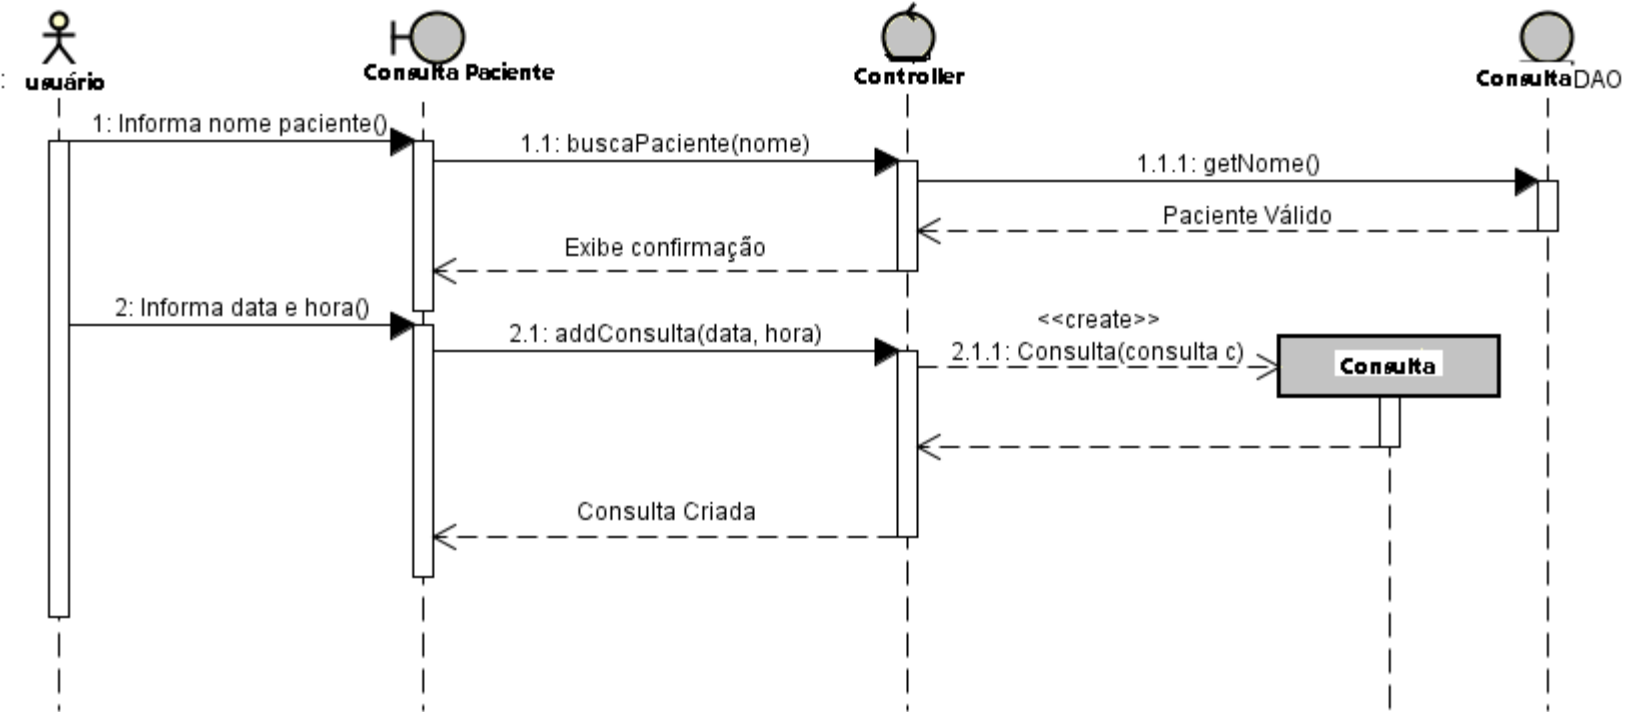 : usuário
Consulta Paciente
Controller
ConsultaDAO
1: Informa nome paciente()
1.1: buscaPaciente(nome)
1.1.1: getNome()
Paciente Válido
Exibe confirmação
2: Informa data e hora()
2.1: addConsulta(data, hora)
<<create>>
2.1.1: Consulta(consulta c)
Consulta
Consulta Criada